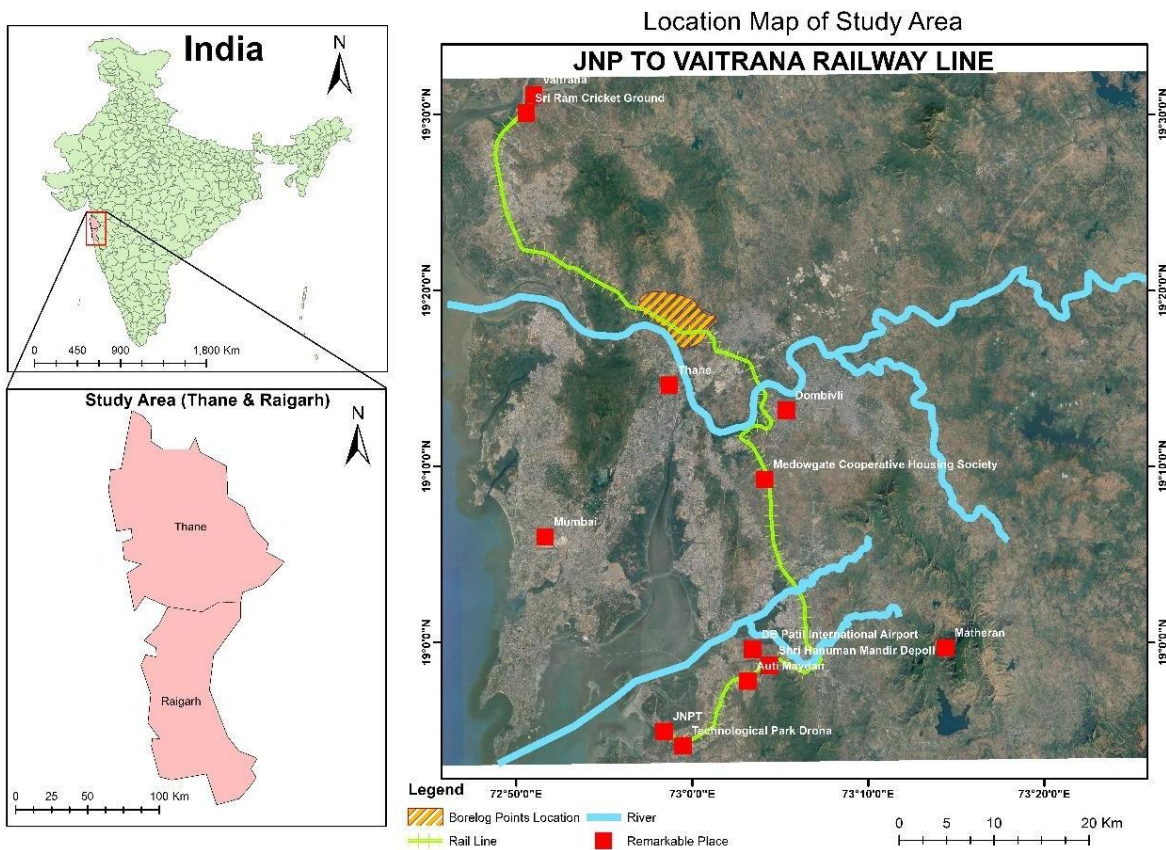 Location Map of Study Area
India
N
0 450 900 1,800 Km
Study Area (Thane & Raigarh)
N
Thane
Raigarh
0 25 50 100 Km
JNP TO VAITRANA RAILWAY LINE
Vaitrana
Sri Ram Cricket Ground
Thane
Dombivli
Medowgate Cooperative Housing Society
Mumbai
DB Patil International Airport
Matheran
Shri Hanuman Mandir Depoli
Auti Maydan
JNPT
Technological Park Drona
19°30'0"N
19°20'0"N
19°10'0"N
19°0'0"N
19°30'0"N
19°20'0"N
19°10'0"N
19°0'0"N
72°50'0"E
73°0'0"E
73°10'0"E
73°20'0"E
Legend
Borelog Points Location
River
Rail Line
Remarkable Place
N
0 5 10 20 Km